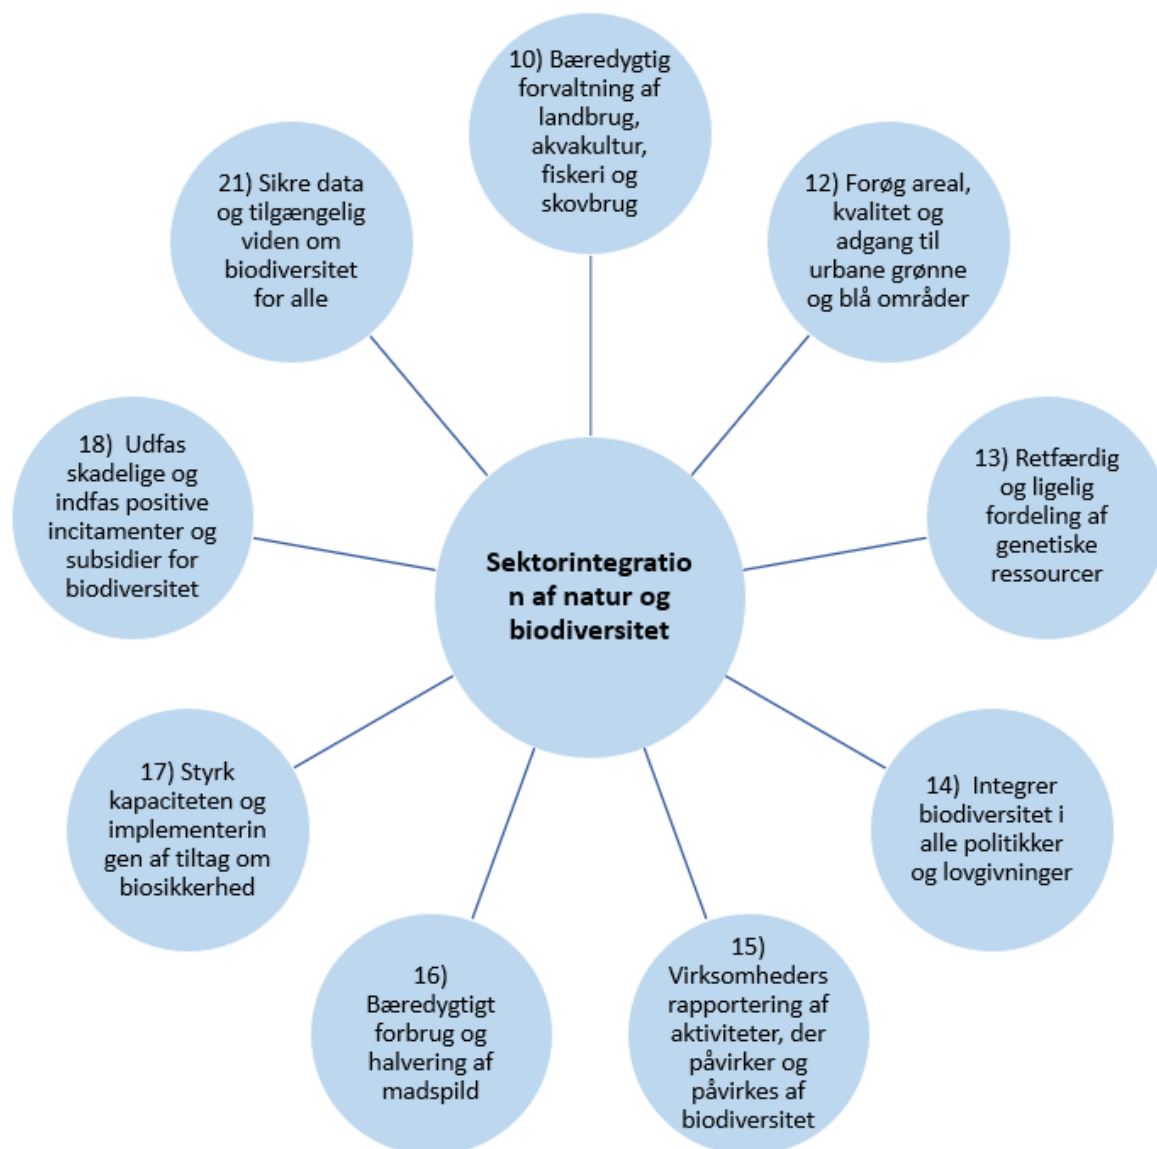 10) Bæredygtig
forvaltning af
landbrug,
akvakultur,
fiskeri og
skovbrug
12) Forøg areal,
kvalitet og
adgang til
urbane grønne
og blå områder
13) Retfærdig
og ligelig
fordeling af
genetiske
ressourcer
14)  Integrer
biodiversitet i
alle politikker
og lovgivninger
15)
Virksomheders
rapportering af
aktiviteter, der
påvirker og
påvirkes af
biodiversitet
16)
Bæredygtigt
forbrug og
halvering af
madspild
17) Styrk
kapaciteten og
implementerin
gen af tiltag om
biosikkerhed
18)  Udfas
skadelige og
indfas positive
incitamenter og
subsidier for
biodiversitet
21) Sikre data
og tilgængelig
viden om
biodiversitet
for alle
Sektorintegratio
n af natur og
biodiversitet